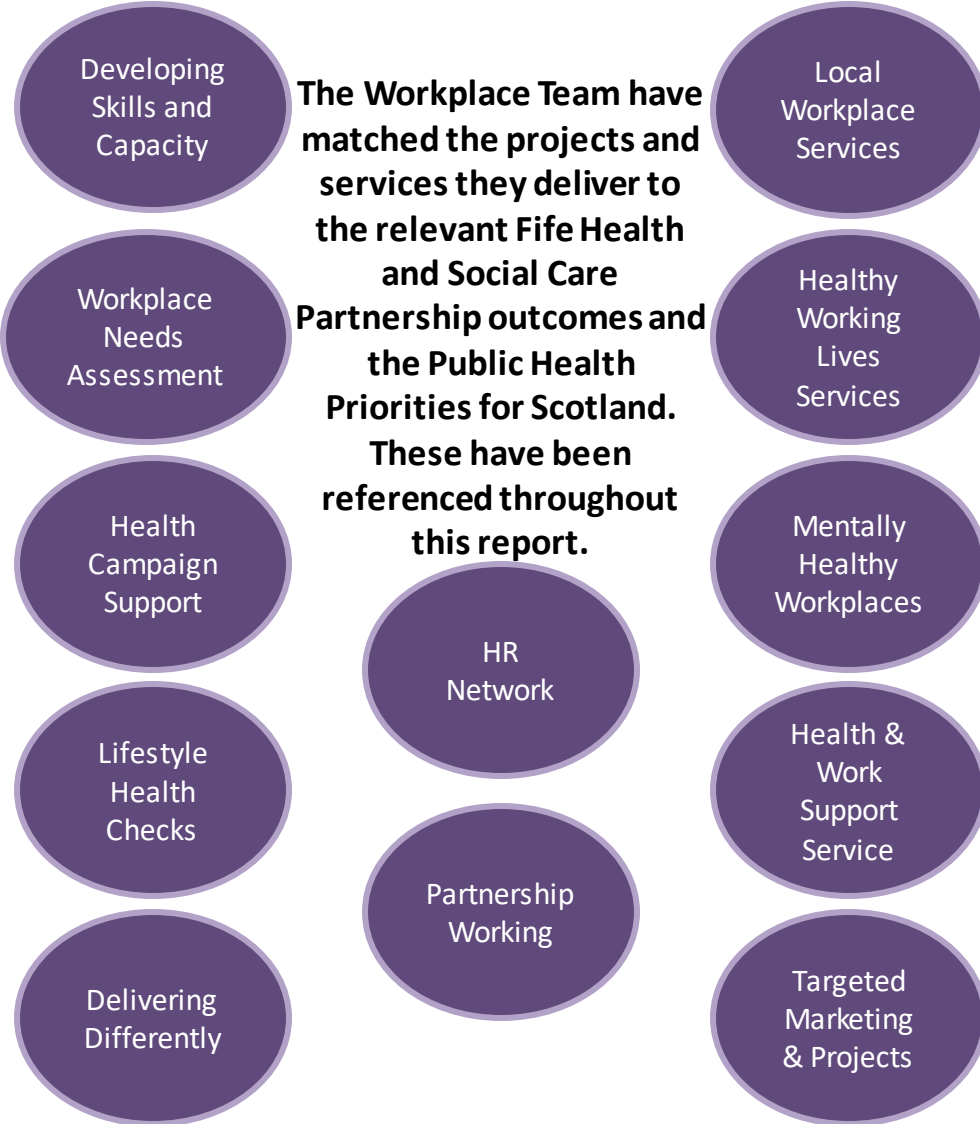 Developing
Skills and
Capacity
Workplace
Needs
Assessment
Health
Campaign
Support
Lifestyle
Health
Checks
Delivering
Differently
The Workplace Team have
matched the projects and
services they deliver to
the relevant Fife Health
and Social Care
Partnership outcomes and
the Public Health
Priorities for Scotland.
These have been
referenced throughout
this report.
HR
Network
Partnership
Working
Local
Workplace
Services
Healthy
Working
Lives
Services
Mentally
Healthy
Workplaces
Health &
Work
Support
Service
Targeted
Marketing
& Projects